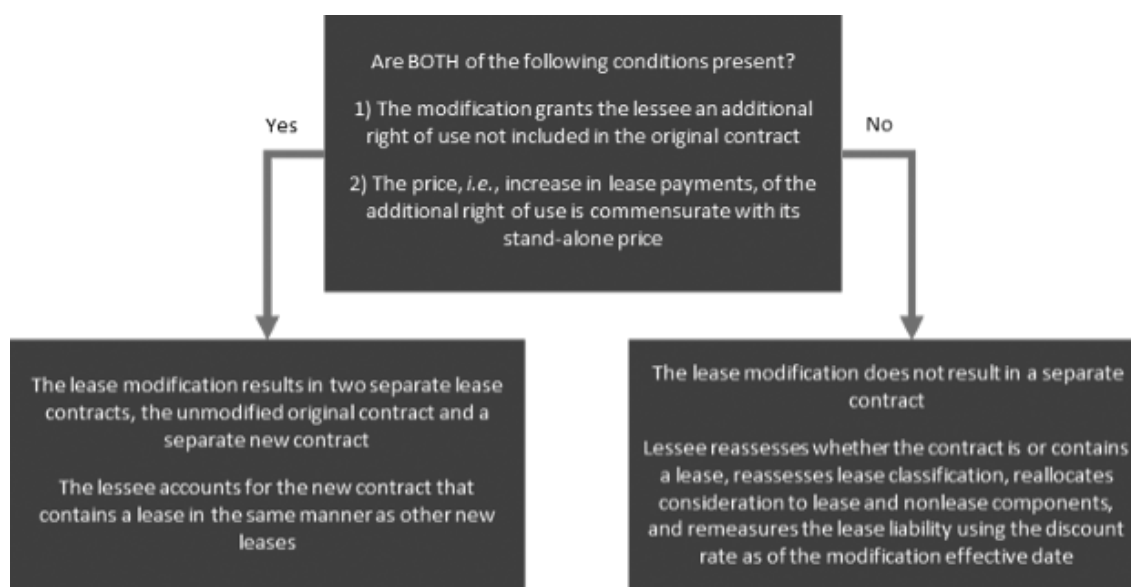 Are BOTH of the following conditions present?
1) The modification grants the lessee an additional
right of use not included in the original contract
2) The price, i.e., increase in lease payments, of the
additional right of use is commensurate with its
stand-alone price
Yes
No
The lease modification results in two separate lease
contracts, the unmodified original contract and a
separate new contract
The lessee accounts for the new contract that
contains a lease in the same manner as other new
leases
The lease modification does not result in a separate
contract
Lessee reassesses whether the contract is or contains
a lease, reassesses lease classification, reallocates
consideration to lease and nonlease components,
and remeasures the lease liability using the discount
rate as of the modification effective date